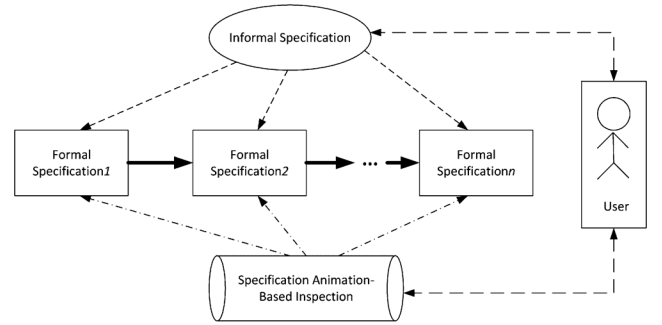 Informal Specification
Formal
Specification1
Formal
Specification2
...
Formal
Specificationn
User
Specification Animation-
Based Inspection